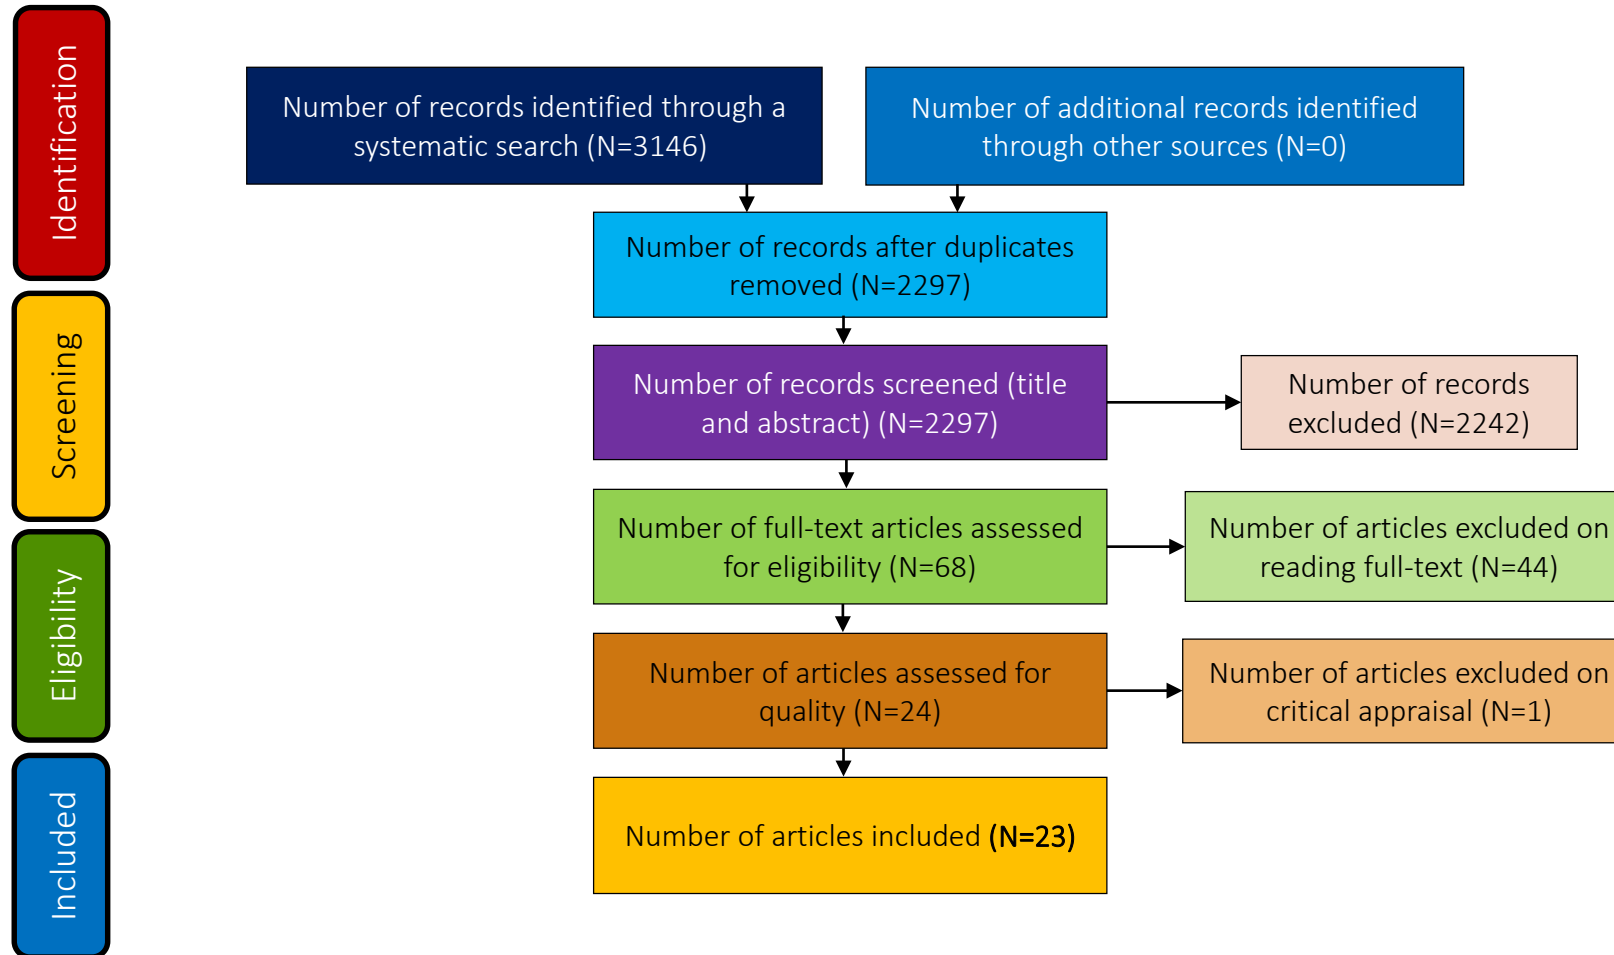 Identification
Number of records identified through a
systematic search (N=3146)
Number of additional records identified
through other sources (N=0)
Number of records after duplicates
removed (N=2297)
Screening
Number of records screened (title
and abstract) (N=2297)
Number of records
excluded (N=2242)
Eligibility
Number of full-text articles assessed
for eligibility (N=68)
Number of articles excluded on
reading full-text (N=44)
Number of articles assessed for
quality (N=24)
Number of articles excluded on
critical appraisal (N=1)
Included
Number of articles included (N=23)